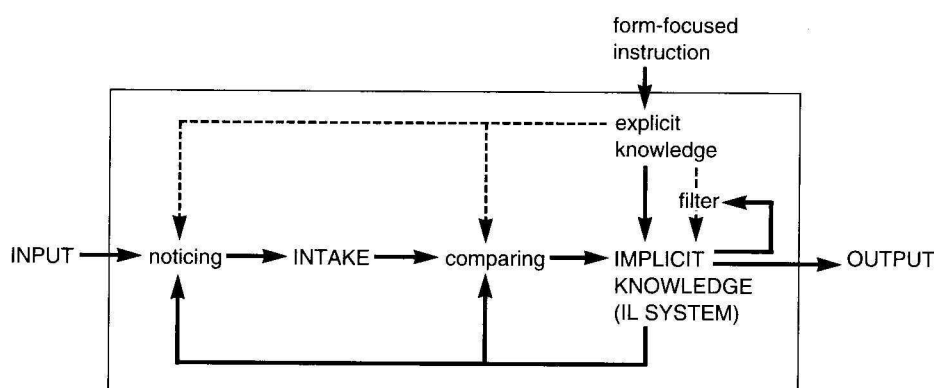 form-focused
instruction
explicit
knowledge
filter
INPUT noticing INTAKE comparing IMPLICIT OUTPUT
KNOWLEDGE
(IL SYSTEM)